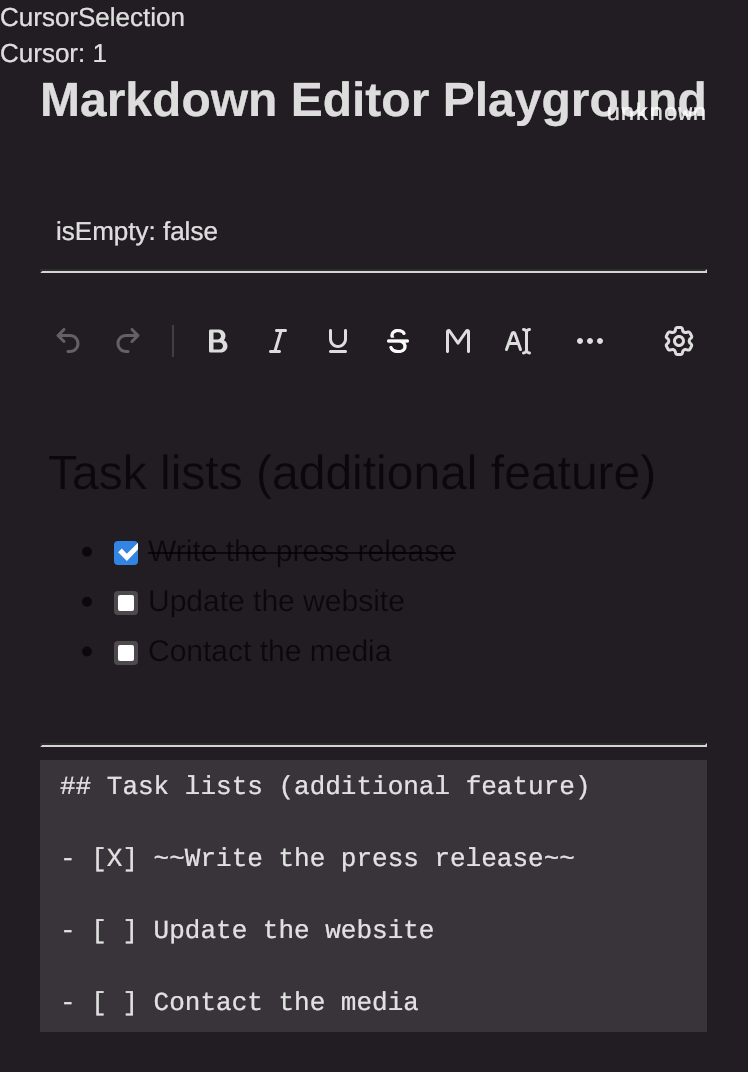 CursorSelection
Cursor: 1
Markdown Editor Playground
unknown
isEmpty: false
B I U S M A
Task lists (additional feature)
Write the press release
Update the website
Contact the media
## Task lists (additional feature)
- [X] ~~Write the press release~~
- [ ] Update the website
- [ ] Contact the media